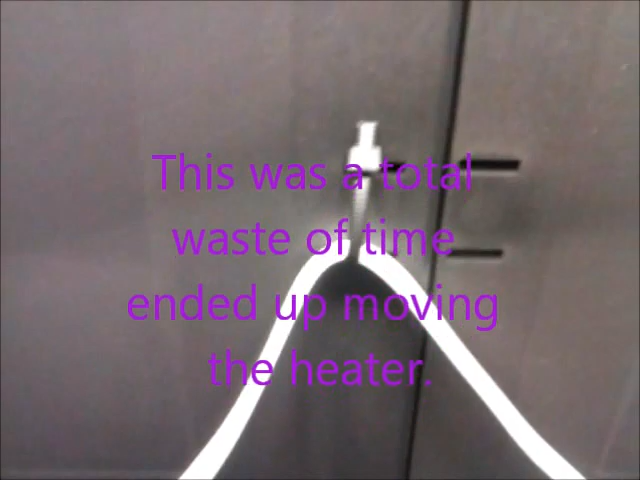 This was a total
waste of time
ended up moving
the heater.